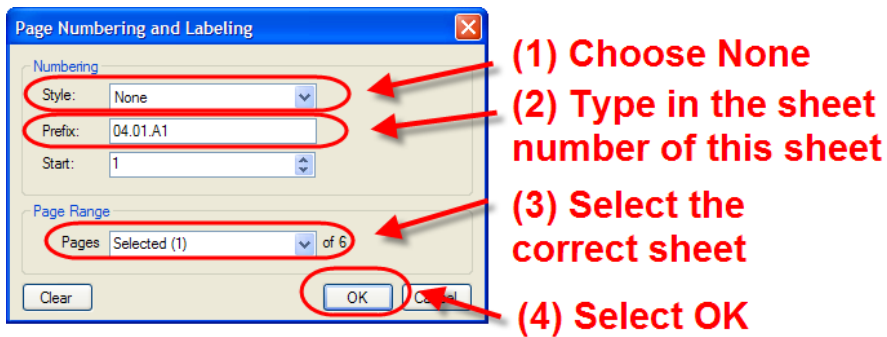 Page Numbering and Labeling
Numbering
Style: None
Prefix: 04.01.A1
Start: 1
Page Range
Pages Selected (1) of 6
Clear OK Cancel
(1) Choose None
(2) Type in the sheet
number of this sheet
(3) Select the
correct sheet
(4) Select OK